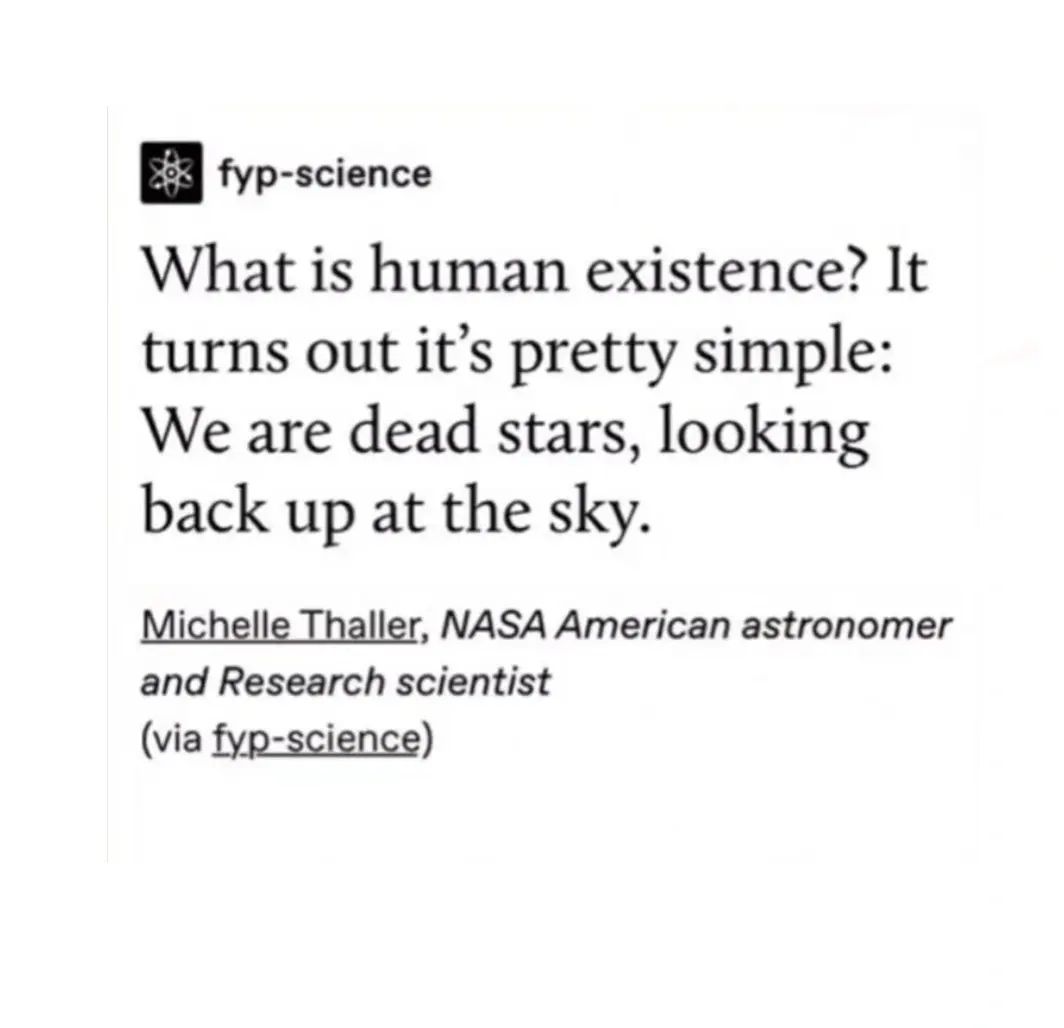 fyp-science
What is human existence? It
turns out it’s pretty simple:
We are dead stars, looking
back up at the sky.
Michelle Thaller, NASA American astronomer
and Research scientist
(via fyp-science)